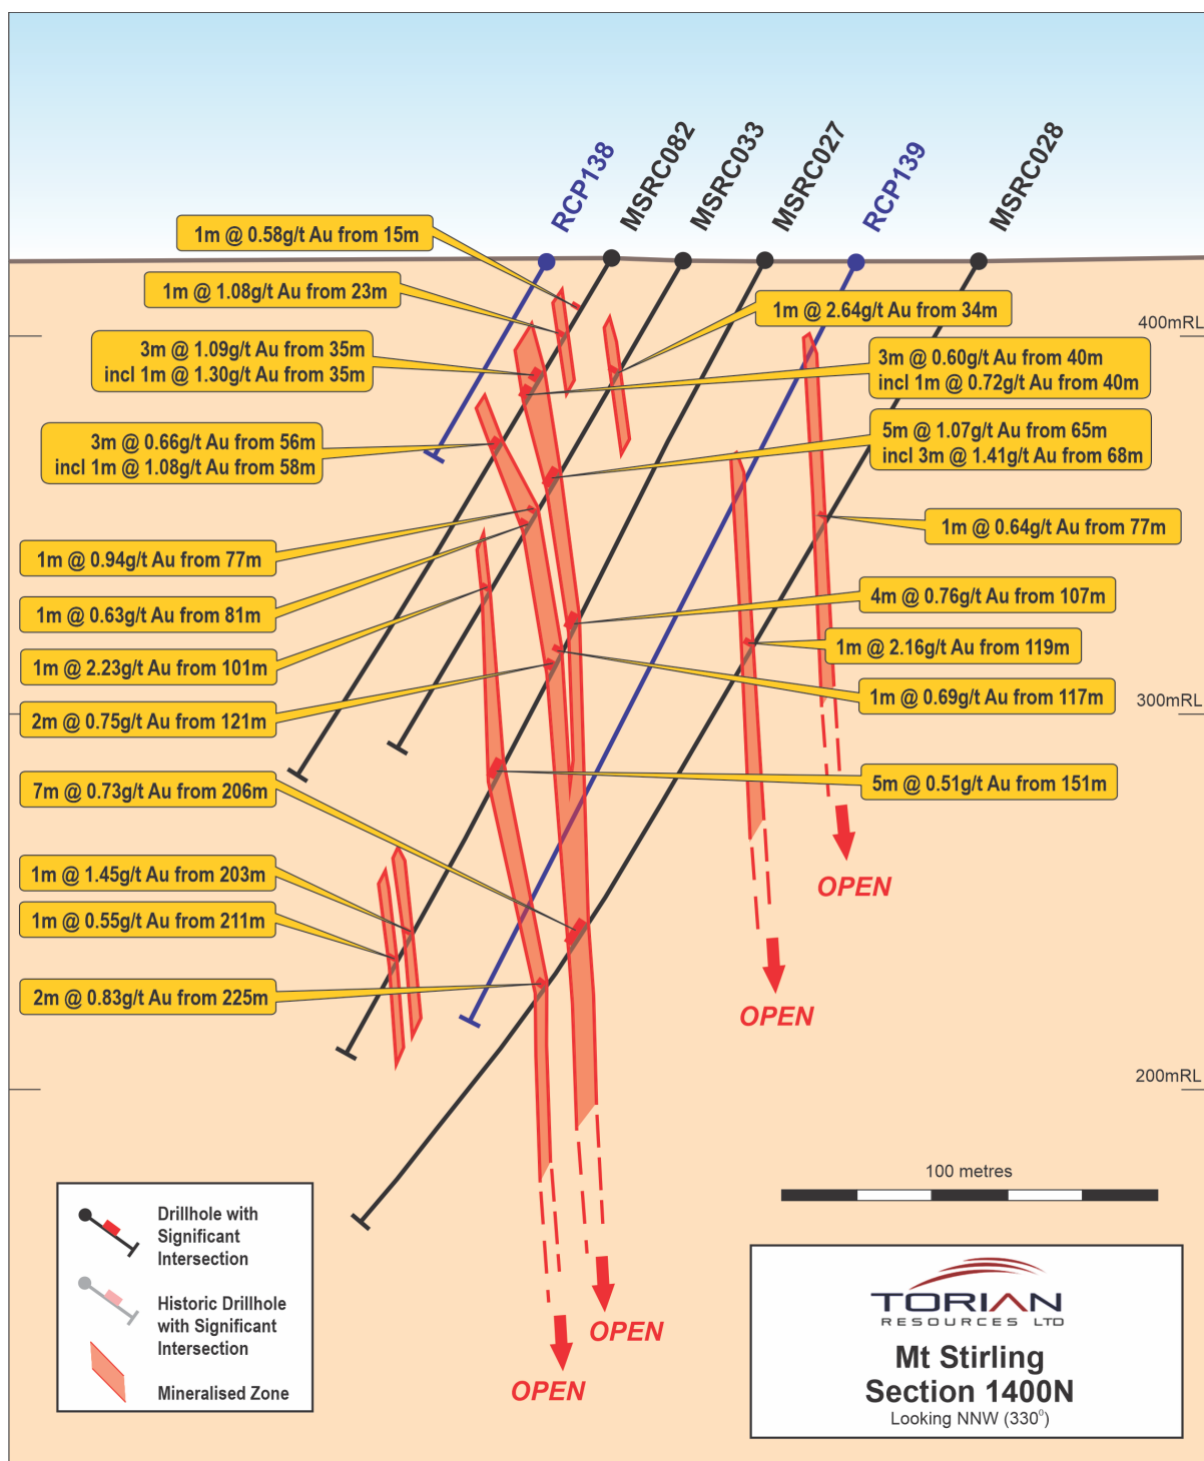 RCP138
MSRC082
MSRC033
MSRC027
RCP139
MSRC028
1m @ 0.58g/t Au from 15m
1m @ 1.08g/t Au from 23m
3m @ 1.09g/t Au from 35m
incl 1m @ 1.30g/t Au from 35m
3m @ 0.66g/t Au from 56m
incl 1m @ 1.08g/t Au from 58m
1m @ 0.94g/t Au from 77m
1m @ 0.63g/t Au from 81m
1m @ 2.23g/t Au from 101m
2m @ 0.75g/t Au from 121m
7m @ 0.73g/t Au from 206m
1m @ 1.45g/t Au from 203m
1m @ 0.55g/t Au from 211m
2m @ 0.83g/t Au from 225m
1m @ 2.64g/t Au from 34m
3m @ 0.60g/t Au from 40m
incl 1m @ 0.72g/t Au from 40m
5m @ 1.07g/t Au from 65m
incl 3m @ 1.41g/t Au from 68m
1m @ 0.64g/t Au from 77m
4m @ 0.76g/t Au from 107m
1m @ 2.16g/t Au from 119m
1m @ 0.69g/t Au from 117m
5m @ 0.51g/t Au from 151m
400mRL
300mRL
200mRL
OPEN
OPEN
OPEN
OPEN
100 metres
Drillhole with
Significant
Intersection
Historic Drillhole
with Significant
Intersection
Mineralised Zone
TORIAN
RESOURCES LTD
Mt Stirling
Section 1400N
Looking NNW (330⁰)